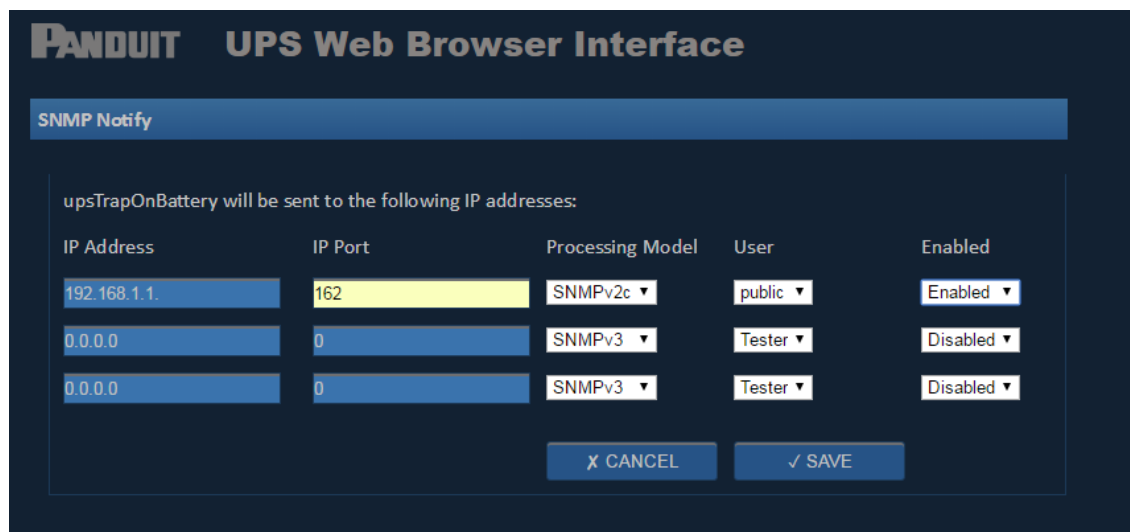 PANDUIT UPS Web Browser Interface
SNMP Notify
upsTrapOnBattery will be sent to the following IP addresses:
IP Address IP Port Processing Model User Enabled
192.168.1.1. 162 SNMPv2c ▼ public ▼ Enabled ▼
0.0.0.0 0 SNMPv3 ▼ Tester ▼ Disabled ▼
0.0.0.0 0 SNMPv3 ▼ Tester ▼ Disabled ▼
✗ CANCEL ✓ SAVE